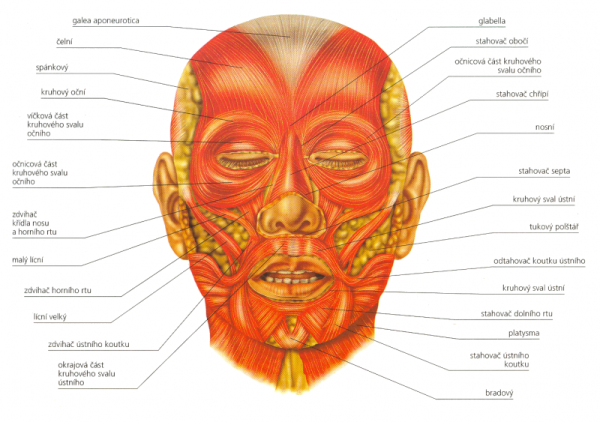 galea aponeurotica
čelní
spánkový
kruhový oční
víčková část
kruhového svalu
očního
očnicová část
kruhového svalu
očního
zdvihač
křídla nosu
a horního rtu
malý lícní
zdvíhač horního rtu
lícní velký
zdvíhač ústního koutku
okrajová část
kruhového svalu
ústního
glabella
stahovač obočí
očnicová část kruhového
svalu očního
stahovač chřípí
nosní
stahovač septa
kruhový sval ústní
tukový polštář
odtahovač koutku ústního
kruhový sval ústní
stahovač dolního rtu
platysma
stahovač ústního
koutku
bradový